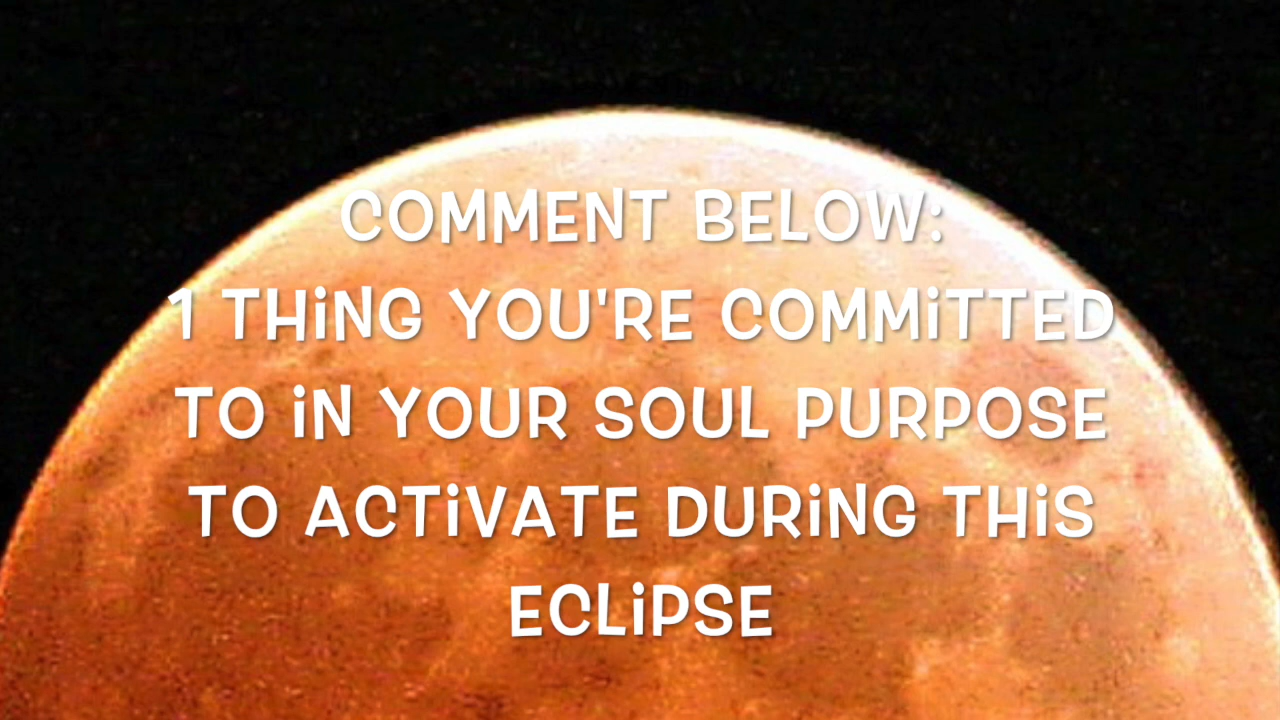 COMMENT BELOW:
1 THiNG YOU'RE COMMiTTED
TO iN YOUR SOUL PURPOSE
TO ACTiVATE DURiNG THiS
ECLiPSE